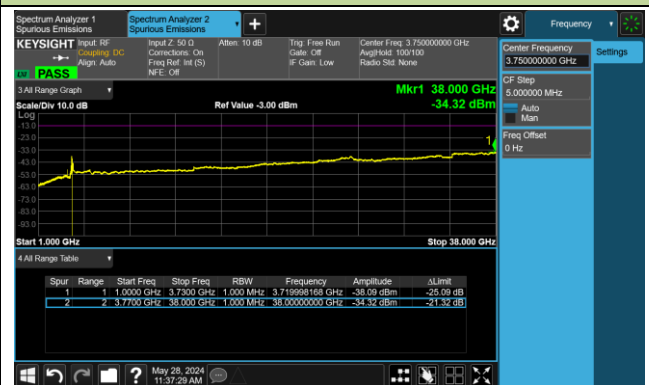 Spectrum Analyzer 1
Spurious Emissions
Spectrum Analyzer 2
Spurious Emissions
Frequency
KEYSIGHT
Input: RF
Coupling: DC
Align: Auto
Input Z: 50 Ω
Corrections: On
Freq Ref: Int (S)
NFE: Off
Atten: 10 dB
Trig: Free Run
Gate: Off
IF Gain: Low
Center Freq: 3.750000000 GHz
Avg|Hold: 100/100
Radio Std: None
PASS
Center Frequency
3.750000000 GHz
Settings
CF Step
5.000000 MHz
Auto
Man
Freq Offset
0 Hz
3 All Range Graph
Mkr1 38.000 GHz
Scale/Div 10.0 dB
Ref Value -3.00 dBm
-34.32 dBm
Log
-13.0
-23.0
-33.0
-43.0
-53.0
-63.0
-73.0
-83.0
-93.0
1
Start 1.000 GHz
Stop 38.000 GHz
4 All Range Table
Spur Range Start Freq Stop Freq RBW Frequency Amplitude ΔLimit
1 1 1.0000 GHz 3.7300 GHz 1.000 MHz 3.719998168 GHz -38.09 dBm -25.09 dB
2 2 3.7700 GHz 38.000 GHz 1.000 MHz 38.00000000 GHz -34.32 dBm -21.32 dB
?
May 28, 2024
11:37:29 AM